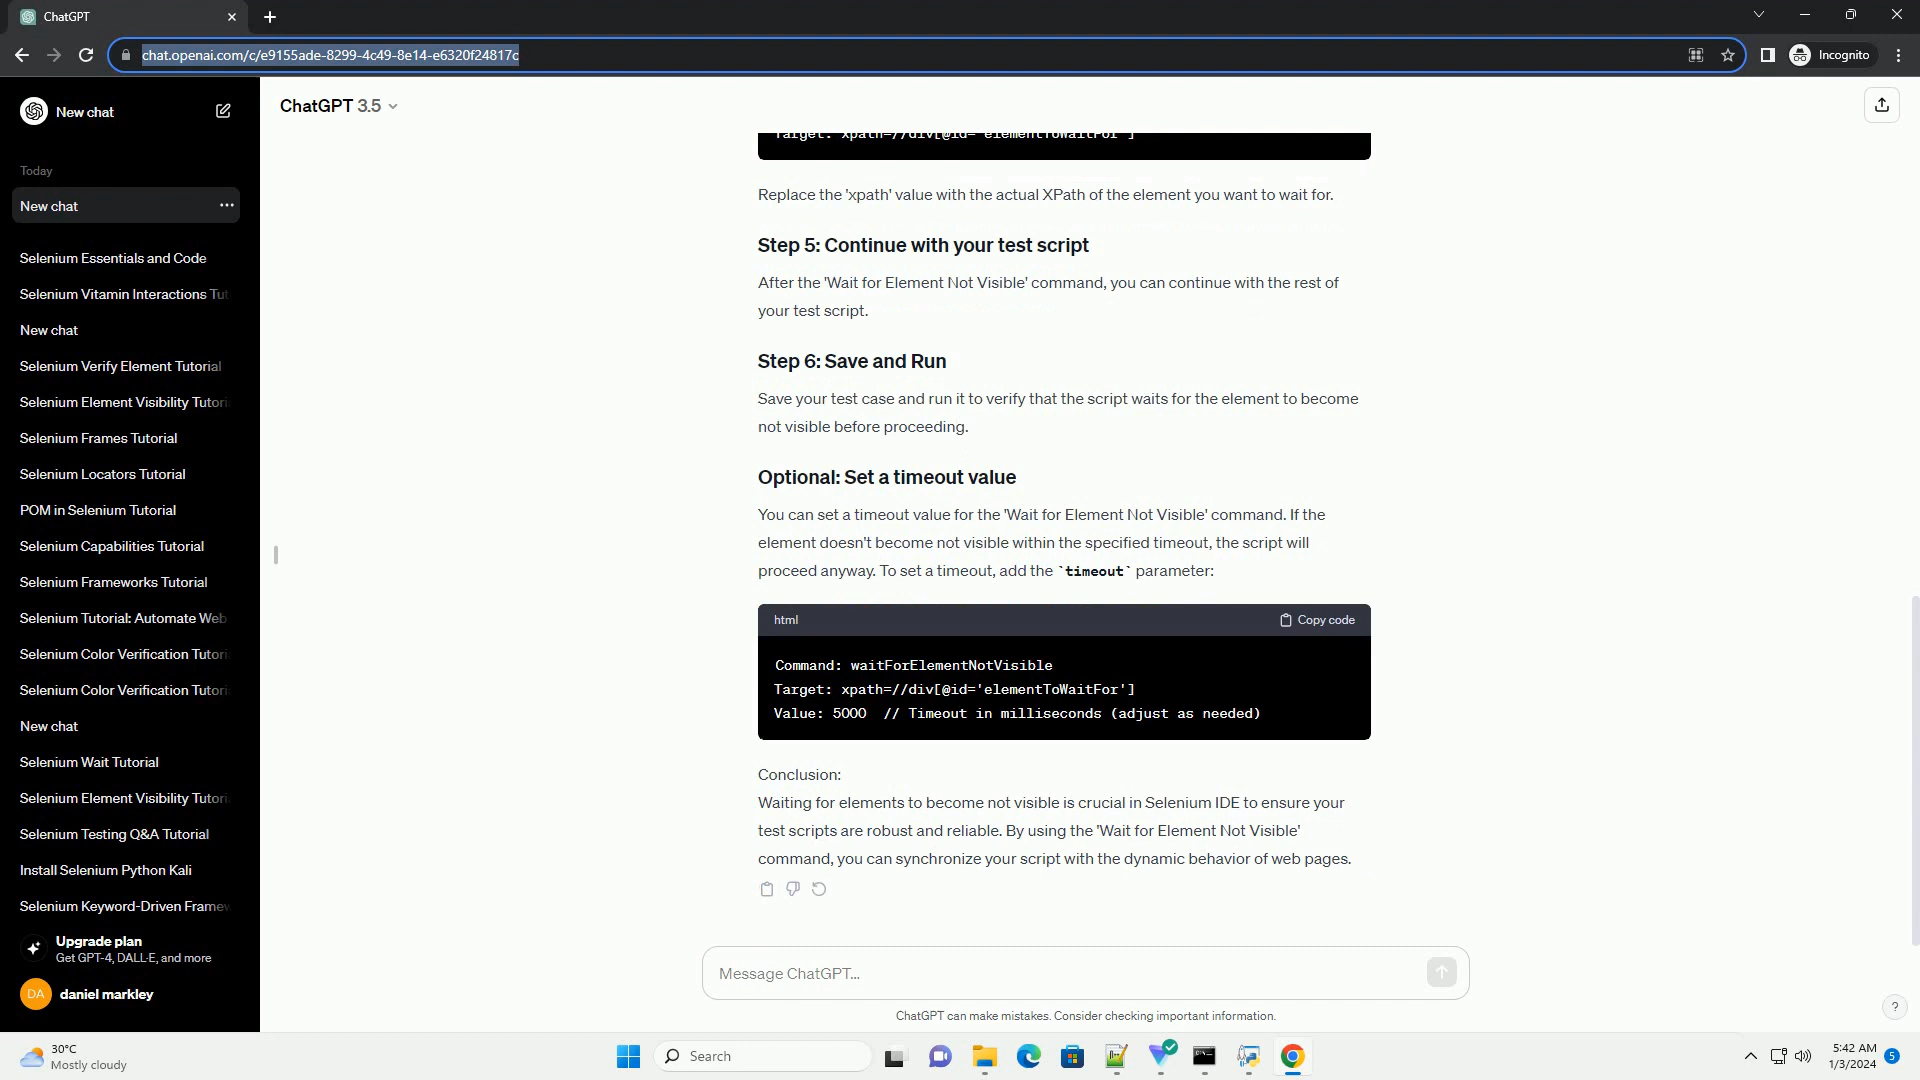 ChatGPT
chat.openai.com/c/e9155ade-8299-4c49-8e14-e6320f24817c
Incognito
New chat
Today
New chat
Selenium Essentials and Code
Selenium Vitamin Interactions Tut
New chat
Selenium Verify Element Tutorial
Selenium Element Visibility Tutori
Selenium Frames Tutorial
Selenium Locators Tutorial
POM in Selenium Tutorial
Selenium Capabilities Tutorial
Selenium Frameworks Tutorial
Selenium Tutorial: Automate Web
Selenium Color Verification Tutori
Selenium Color Verification Tutori
New chat
Selenium Wait Tutorial
Selenium Element Visibility Tutori
Selenium Testing Q&A Tutorial
Install Selenium Python Kali
Selenium Keyword-Driven Framew
Upgrade plan
Get GPT-4, DALL·E, and more
DA daniel markley
ChatGPT 3.5
Target: xpath=//div[@id='elementToWaitFor']
Replace the 'xpath' value with the actual XPath of the element you want to wait for.
Step 5: Continue with your test script
After the 'Wait for Element Not Visible' command, you can continue with the rest of
your test script.
Step 6: Save and Run
Save your test case and run it to verify that the script waits for the element to become
not visible before proceeding.
Optional: Set a timeout value
You can set a timeout value for the 'Wait for Element Not Visible' command. If the
element doesn't become not visible within the specified timeout, the script will
proceed anyway. To set a timeout, add the `timeout` parameter:
html Copy code
Command: waitForElementNotVisible
Target: xpath=//div[@id='elementToWaitFor']
Value: 5000  // Timeout in milliseconds (adjust as needed)
Conclusion:
Waiting for elements to become not visible is crucial in Selenium IDE to ensure your
test scripts are robust and reliable. By using the 'Wait for Element Not Visible'
command, you can synchronize your script with the dynamic behavior of web pages.
Message ChatGPT...
ChatGPT can make mistakes. Consider checking important information.
?
30°C
Mostly cloudy
Search
5:42 AM
1/3/2024
5